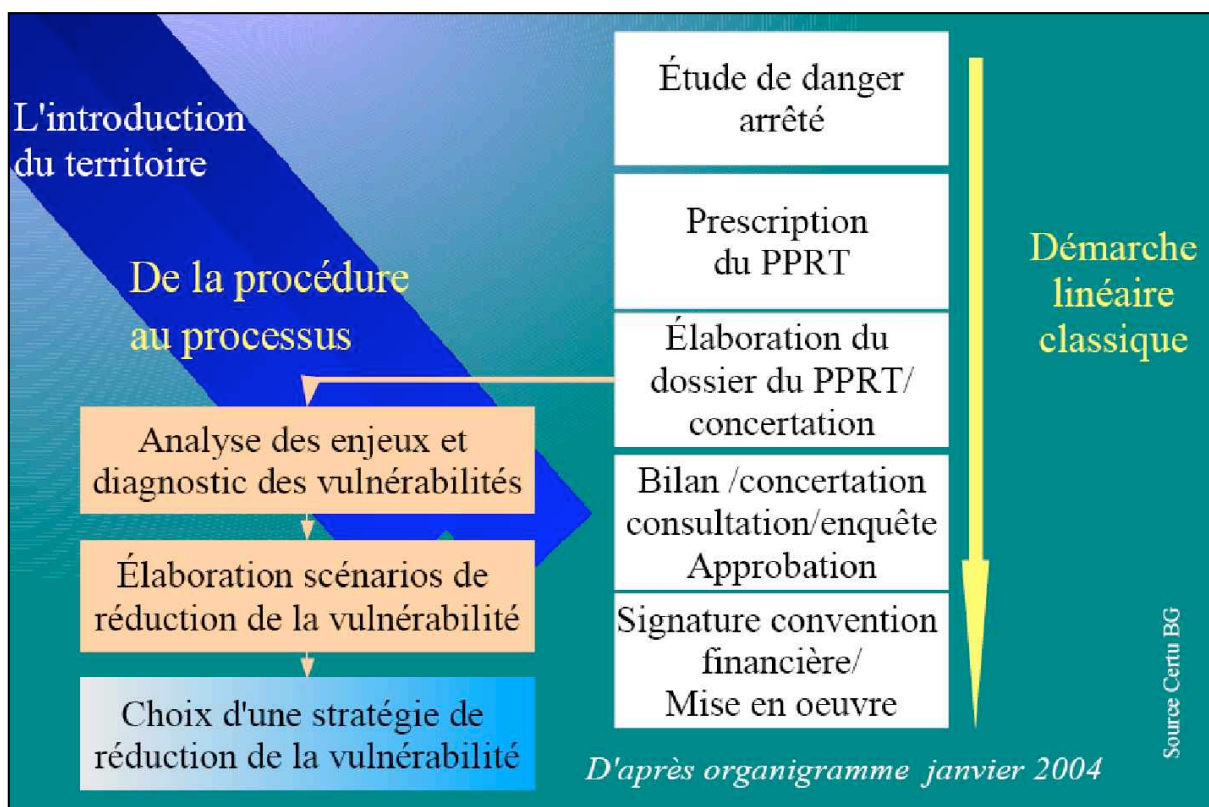 L'introduction
du territoire
De la procédure
au processus
Analyse des enjeux et
diagnostic des vulnérabilités
Élaboration scénarios de
réduction de la vulnérabilité
Choix d'une stratégie de
réduction de la vulnérabilité
Étude de danger
arrêté
Prescription
du PPRT
Élaboration du
dossier du PPRT/
concertation
Bilan /concertation
consultation/enquête
Approbation
Signature convention
financière/
Mise en oeuvre
Démarche
linéaire
classique
D'après organigramme janvier 2004
Source Certu BG